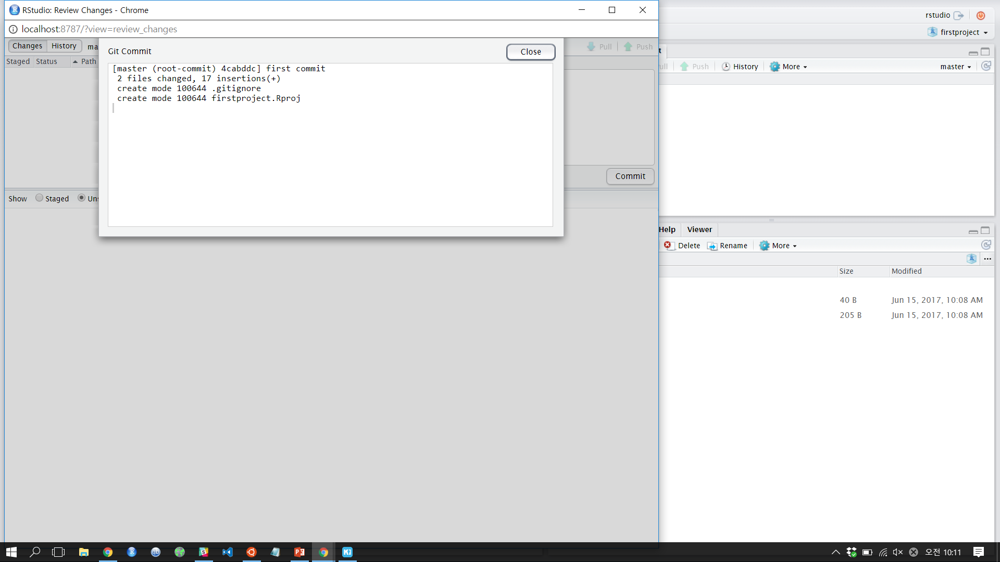 RStudio: Review Changes - Chrome
localhost:8787/?view=review_changes
Changes History
Pull Push
Staged Status Path
Git Commit
Close
[master (root-commit) 4cabddc] first commit
2 files changed, 17 insertions(+)
create mode 100644 .gitignore
create mode 100644 firstproject.Rproj
Commit
Show Staged
rstudio
firstproject
Push History More master
Help Viewer
Delete Rename More
Size Modified
40 B Jun 15, 2017, 10:08 AM
205 B Jun 15, 2017, 10:08 AM
오전 10:11